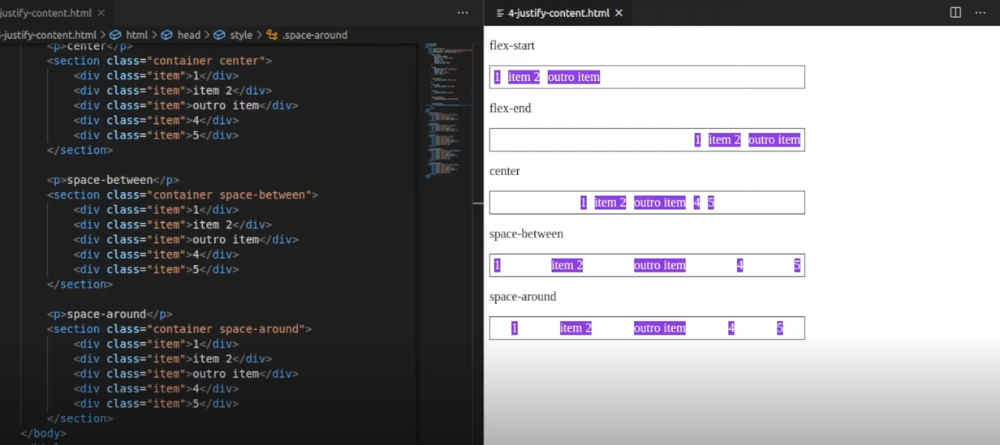 justify-content.html ×
4-justify-content.html > html > head > style > .space-around
<p>center</p>
<section class="container center">
<div class="item">1</div>
<div class="item">item 2</div>
<div class="item">outro item</div>
<div class="item">4</div>
<div class="item">5</div>
</section>
<p>space-between</p>
<section class="container space-between">
<div class="item">1</div>
<div class="item">item 2</div>
<div class="item">outro item</div>
<div class="item">4</div>
<div class="item">5</div>
</section>
<p>space-around</p>
<section class="container space-around">
<div class="item">1</div>
<div class="item">item 2</div>
<div class="item">outro item</div>
<div class="item">4</div>
<div class="item">5</div>
</section>
</body>
4-justify-content.html ×
flex-start
1 item 2 outro item
flex-end
1 item 2 outro item
center
1 item 2 outro item 4 5
space-between
1 item 2 outro item 4 5
space-around
1 item 2 outro item 4 5